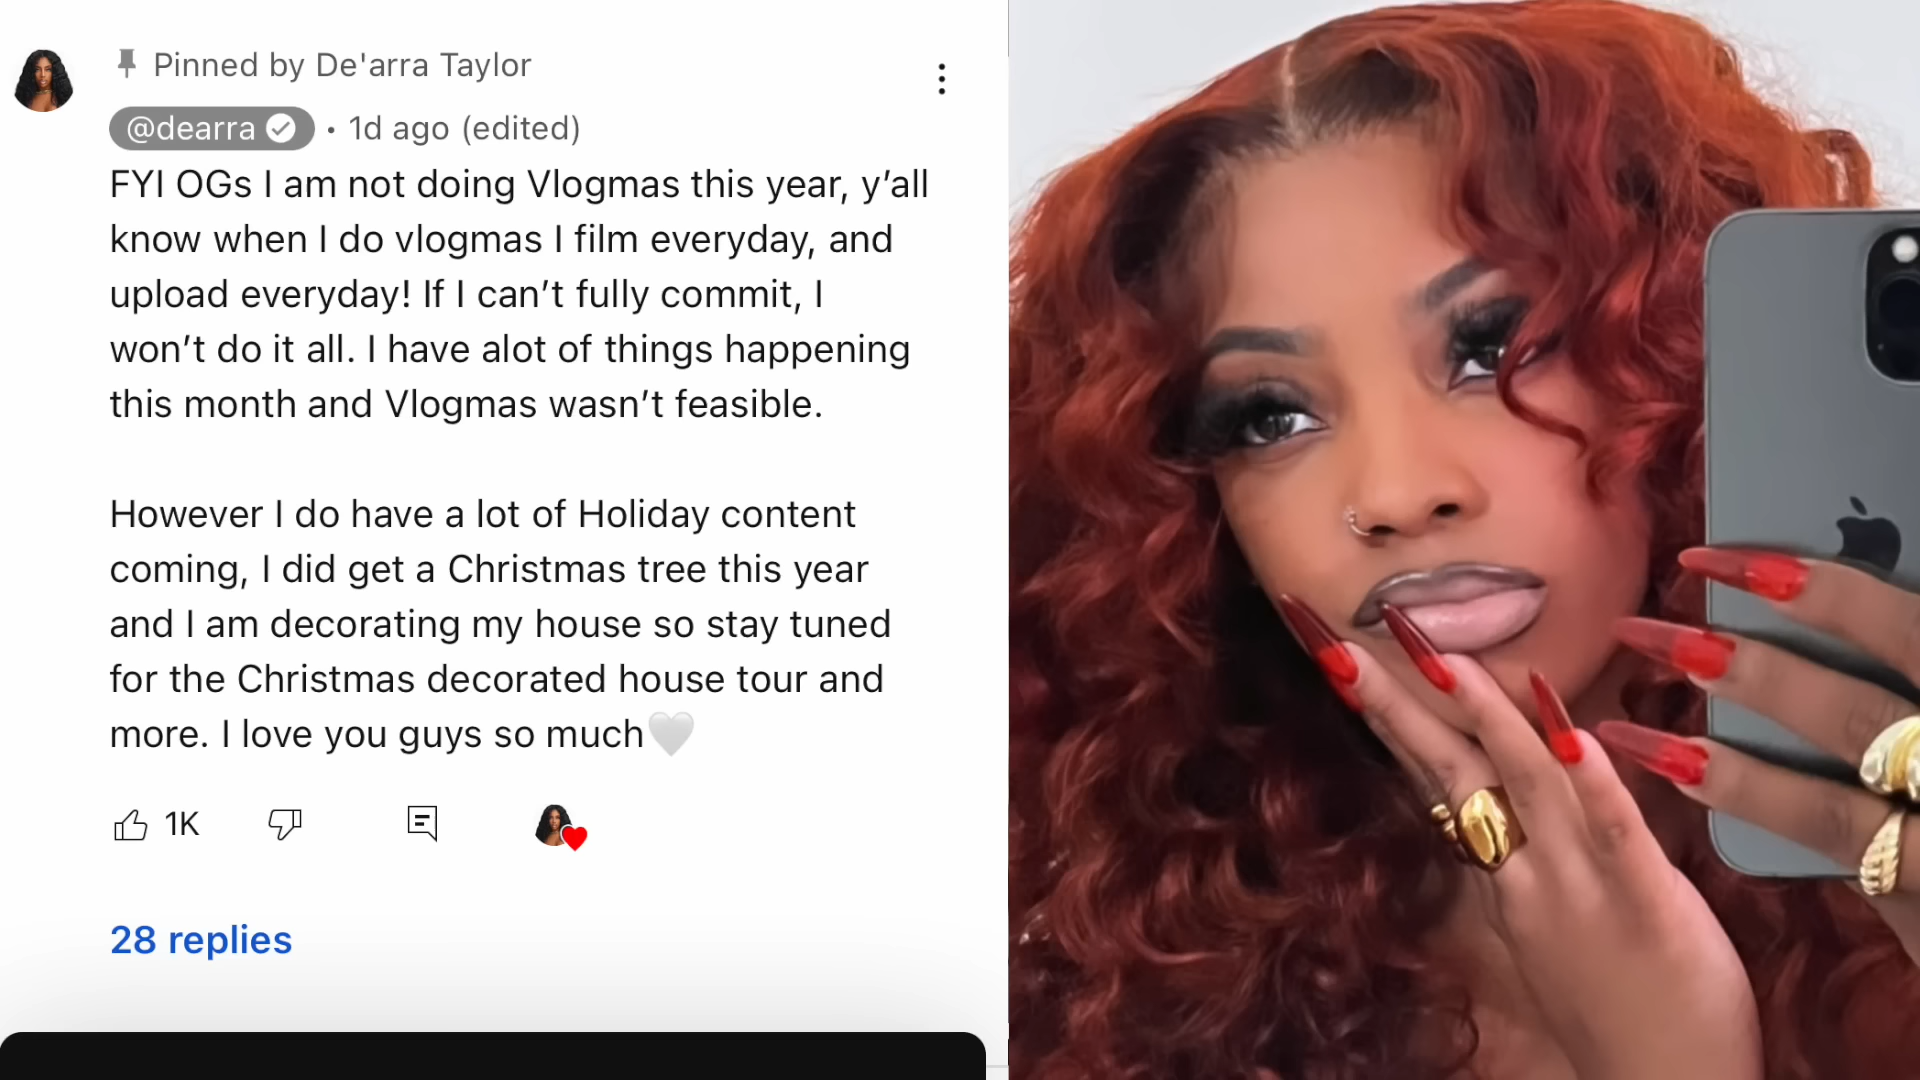 Pinned by De'arra Taylor
@dearra • 1d ago (edited)
FYI OGs I am not doing Vlogmas this year, y’all
know when I do vlogmas I film everyday, and
upload everyday! If I can’t fully commit, I
won’t do it all. I have alot of things happening
this month and Vlogmas wasn’t feasible.
However I do have a lot of Holiday content
coming, I did get a Christmas tree this year
and I am decorating my house so stay tuned
for the Christmas decorated house tour and
more. I love you guys so much🤍
1K
28 replies